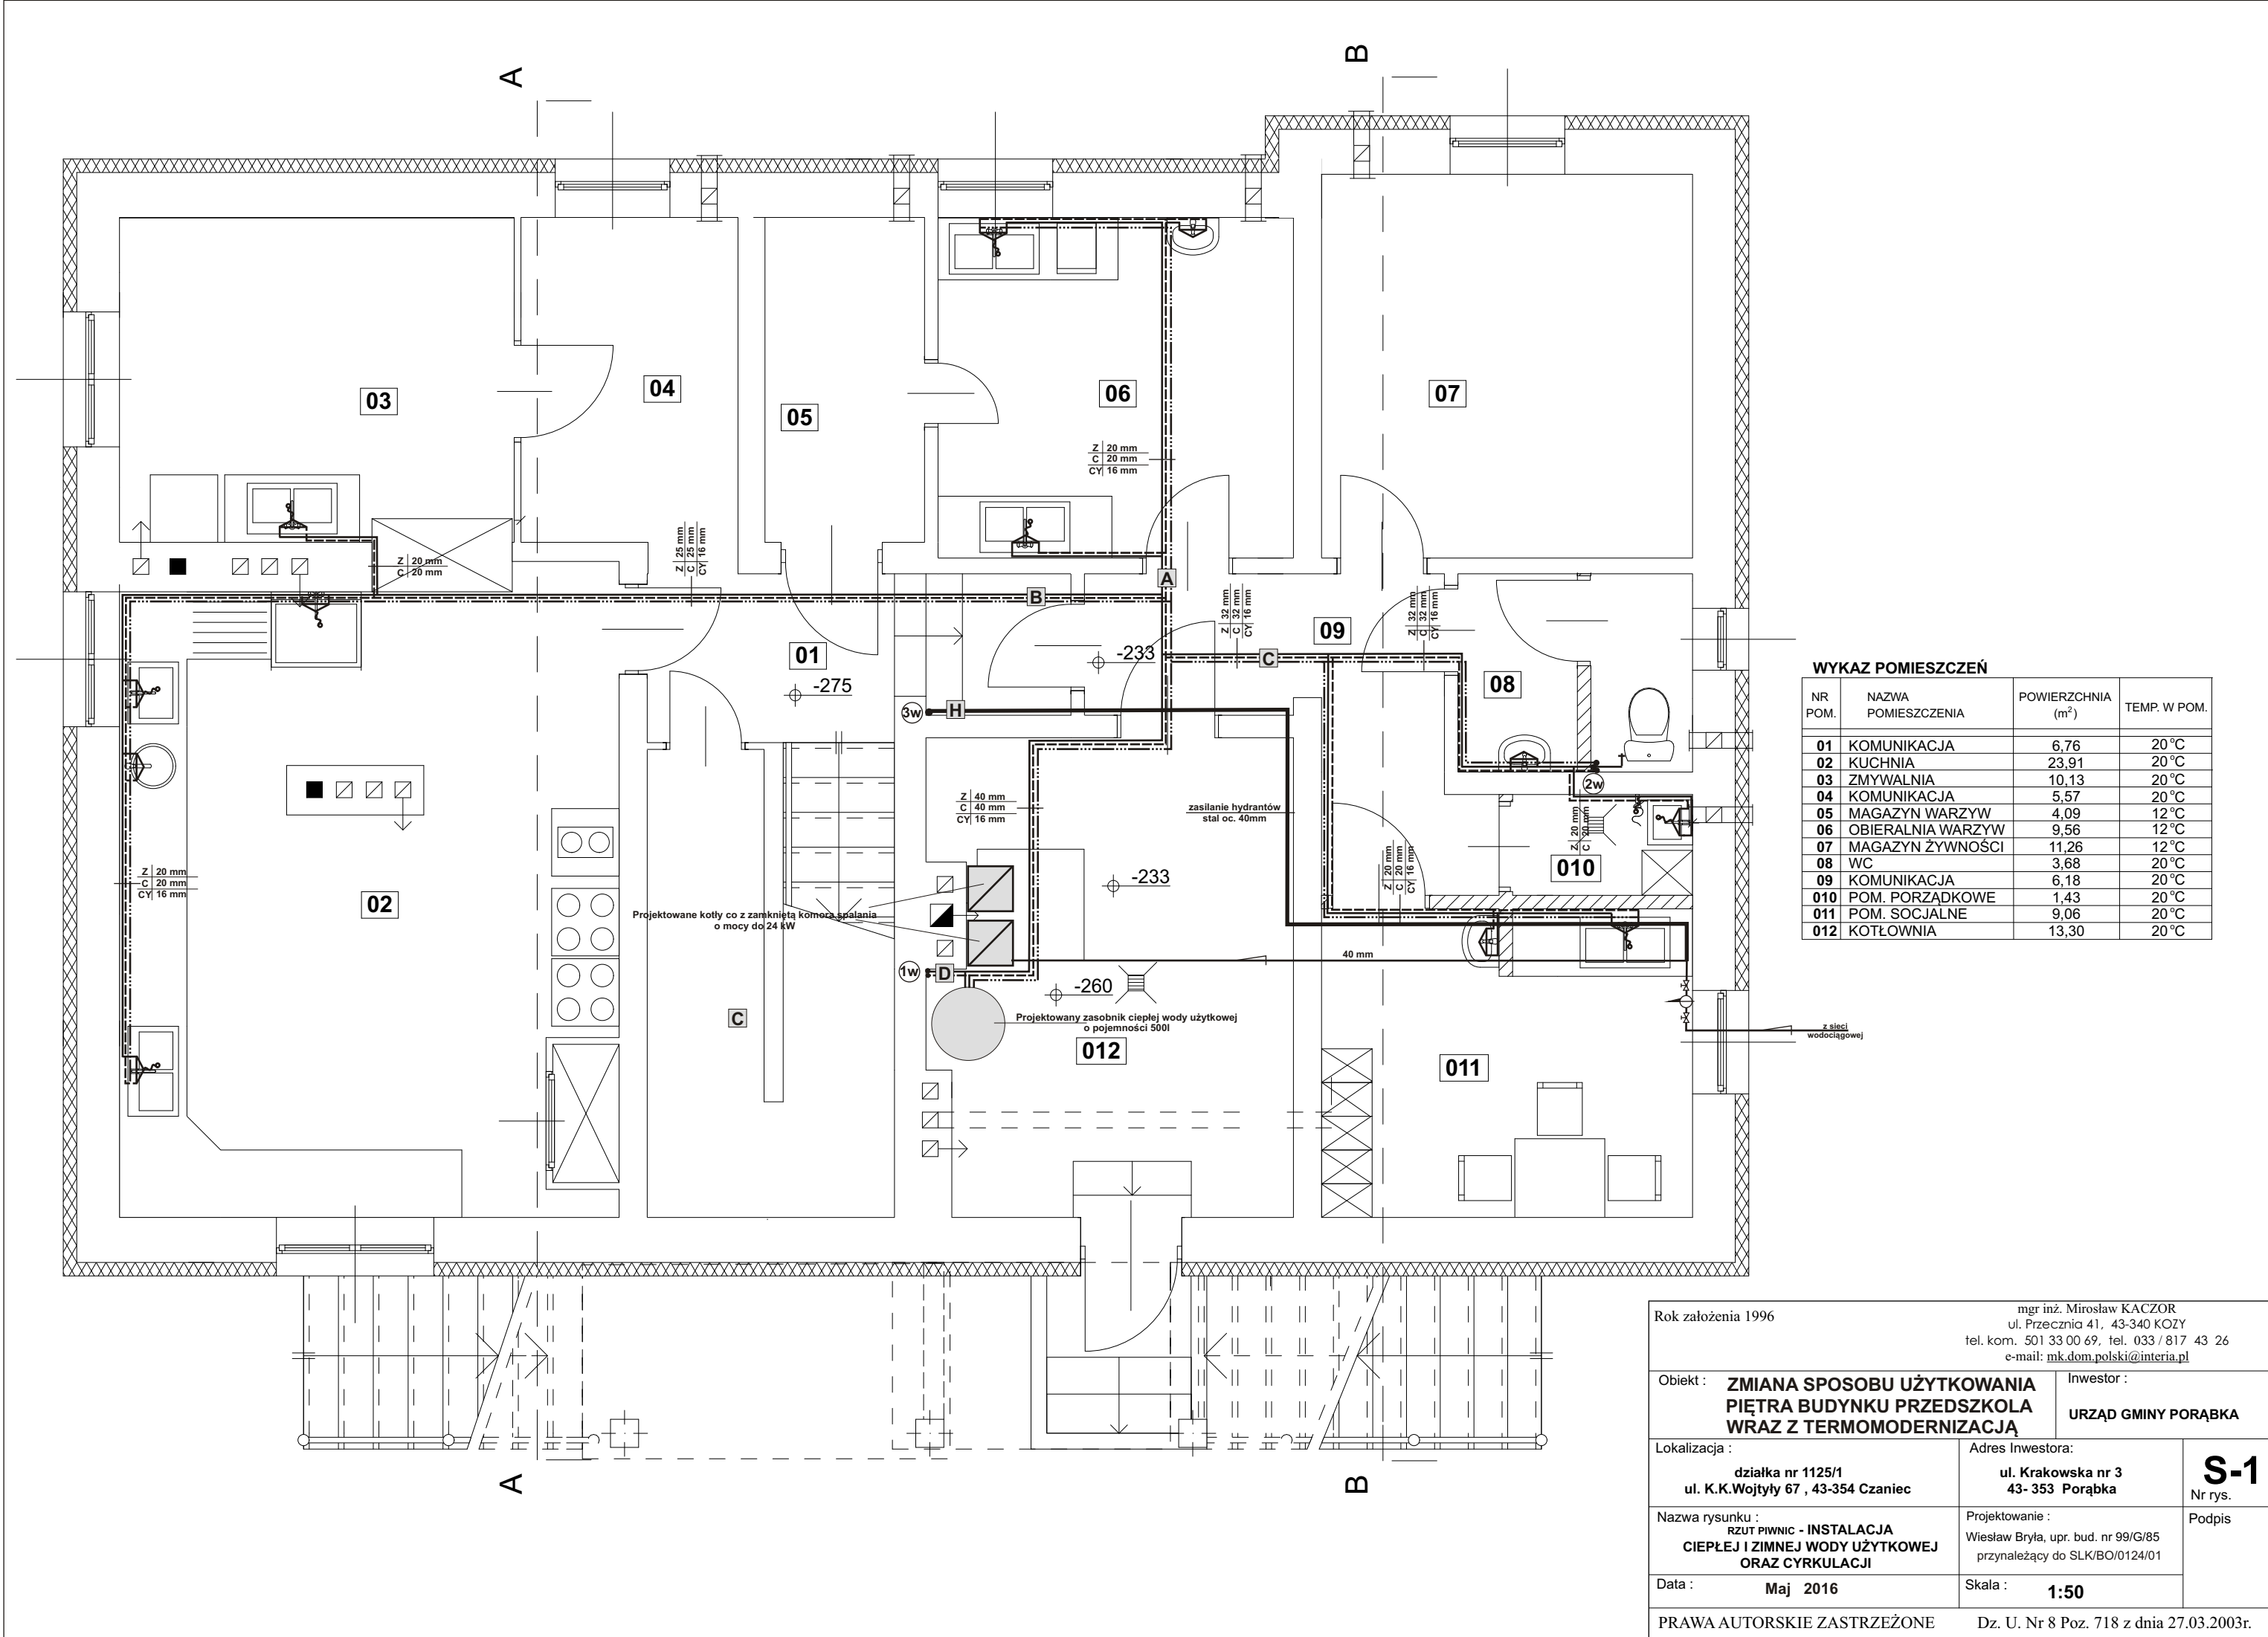 A
B
03
04
05
06
07
Z 20 mm
C 20 mm
CY 16 mm
Z 25 mm
C 25 mm
CY 16 mm
Z 20 mm
C 20 mm
A
B
Z 32 mm
C 32 mm
CY 16 mm
09
Z 32 mm
C 32 mm
CY 16 mm
01
-233
C
-275
08
3w
H
2w
Z 40 mm
C 40 mm
CY 16 mm
zasilanie hydrantów
stal oc. 40mm
Z 20 mm
C 20 mm
Z 20 mm
C 20 mm
CY 16 mm
010
Z 20 mm
C 20 mm
CY 16 mm
02
-233
Projektowane kotły co z zamkniętą komora spalania
o mocy do 24 kW
40 mm
1w
D
-260
C
Projektowany zasobnik ciepłej wody użytkowej
o pojemności 500l
012
011
z sieci
wodociągowej
A
B
WYKAZ POMIESZCZEŃ
NR POM. NAZWA POMIESZCZENIA POWIERZCHNIA (m²) TEMP. W POM.
01 KOMUNIKACJA 6,76 20°C
02 KUCHNIA 23,91 20°C
03 ZMYWALNIA 10,13 20°C
04 KOMUNIKACJA 5,57 20°C
05 MAGAZYN WARZYW 4,09 12°C
06 OBIERALNIA WARZYW 9,56 12°C
07 MAGAZYN ŻYWNOŚCI 11,26 12°C
08 WC 3,68 20°C
09 KOMUNIKACJA 6,18 20°C
010 POM. PORZĄDKOWE 1,43 20°C
011 POM. SOCJALNE 9,06 20°C
012 KOTŁOWNIA 13,30 20°C
Rok założenia 1996
mgr inż. Mirosław KACZOR
ul. Przecznia 41, 43-340 KOZY
tel. kom. 501 33 00 69, tel. 033 / 817 43 26
e-mail: mk.dom.polski@interia.pl
Obiekt : ZMIANA SPOSOBU UŻYTKOWANIA
PIĘTRA BUDYNKU PRZEDSZKOLA
WRAZ Z TERMOMODERNIZACJĄ
Inwestor :
URZĄD GMINY PORĄBKA
Lokalizacja :
działka nr 1125/1
ul. K.K.Wojtyły 67 , 43-354 Czaniec
Adres Inwestora:
ul. Krakowska nr 3
43- 353 Porąbka
S-1
Nr rys.
Nazwa rysunku :
RZUT PIWNIC - INSTALACJA
CIEPŁEJ I ZIMNEJ WODY UŻYTKOWEJ
ORAZ CYRKULACJI
Projektowanie :
Wiesław Bryła, upr. bud. nr 99/G/85
przynależący do SLK/BO/0124/01
Podpis
Data : Maj 2016
Skala : 1:50
PRAWA AUTORSKIE ZASTRZEŻONE Dz. U. Nr 8 Poz. 718 z dnia 27.03.2003r.